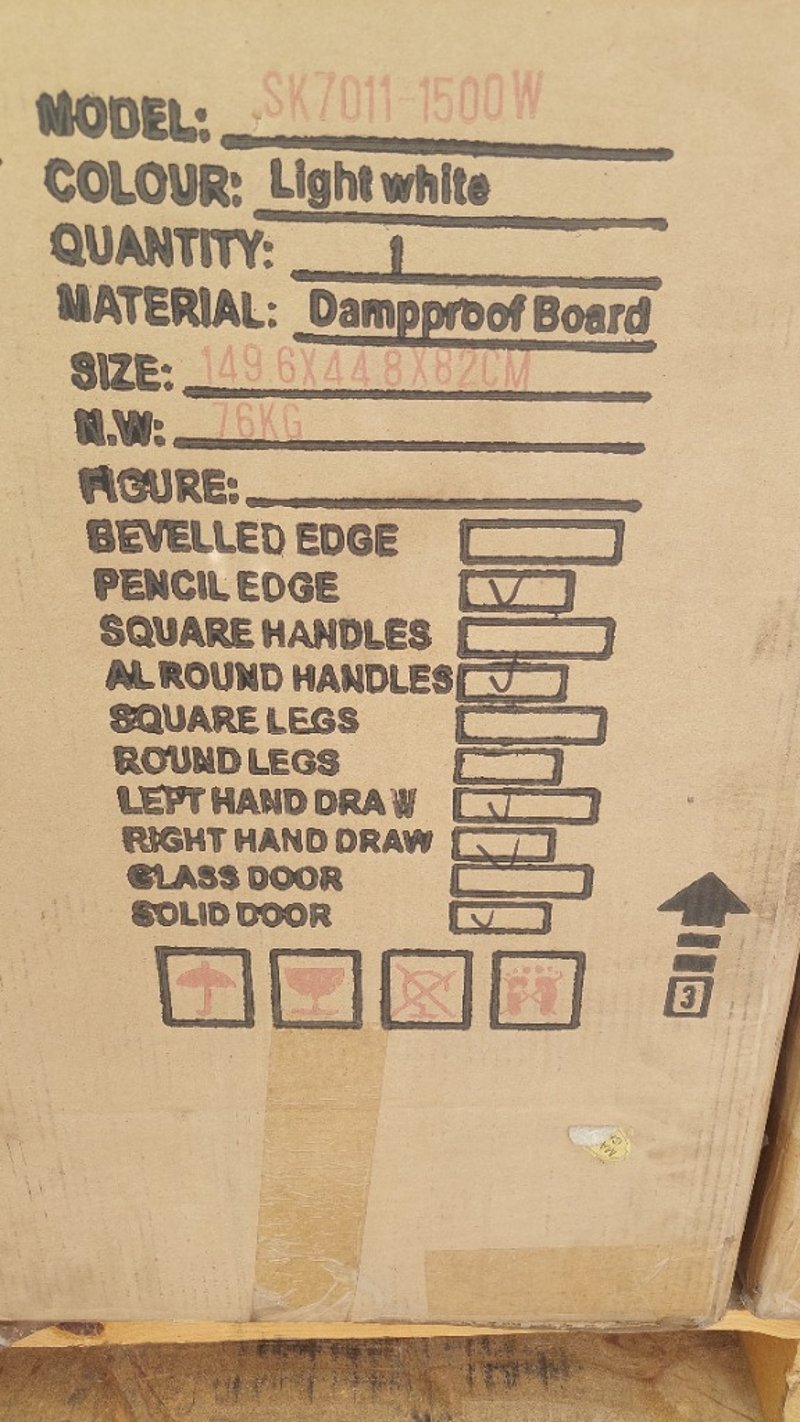 MODEL: SK7011-1500W
COLOUR: Light white
QUANTITY: 1
MATERIAL: Dampproof Board
SIZE: 149.6X44.8X82CM
N.W: 76KG
FIGURE:
BEVELLED EDGE
PENCIL EDGE
SQUARE HANDLES
AL ROUND HANDLES
SQUARE LEGS
ROUND LEGS
LEFT HAND DRAW
RIGHT HAND DRAW
GLASS DOOR
SOLID DOOR
3